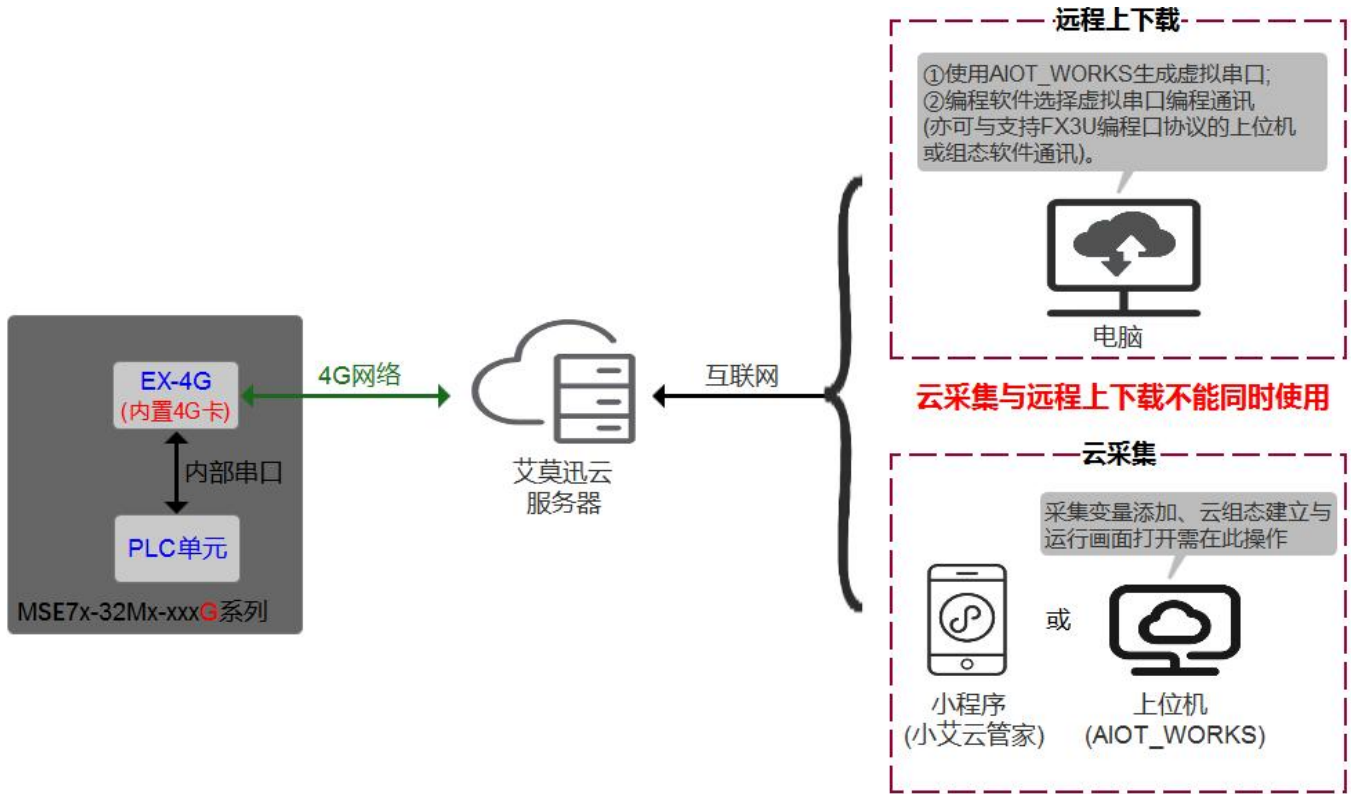 远程上下载
①使用AIOT_WORKS生成虚拟串口;
②编程软件选择虚拟串口编程通讯
(亦可与支持FX3U编程口协议的上位机
或组态软件通讯)。
电脑
EX-4G
(内置4G卡)
内部串口
PLC单元
MSE7x-32Mx-xxxG系列
4G网络
艾莫迅云
服务器
互联网
云采集与远程上下载不能同时使用
云采集
采集变量添加、云组态建立与
运行画面打开需在此操作
或
小程序
(小艾云管家)
上位机
(AIOT_WORKS)